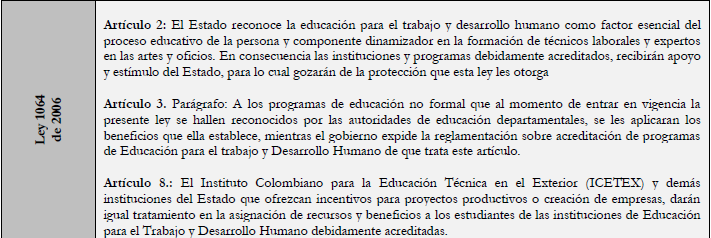 Ley 1064
de 2006
Artículo 2: El Estado reconoce la educación para el trabajo y desarrollo humano como factor esencial del
proceso educativo de la persona y componente dinamizador en la formación de técnicos laborales y expertos
en las artes y oficios. En consecuencia las instituciones y programas debidamente acreditados, recibirán apoyo
y estímulo del Estado, para lo cual gozarán de la protección que esta ley les otorga
Artículo 3. Parágrafo: A los programas de educación no formal que al momento de entrar en vigencia la
presente ley se hallen reconocidos por las autoridades de educación departamentales, se les aplicaran los
beneficios que ella establece, mientras el gobierno expide la reglamentación sobre acreditación de programas
de Educación para el trabajo y Desarrollo Humano de que trata este artículo.
Artículo 8.: El Instituto Colombiano para la Educación Técnica en el Exterior (ICETEX) y demás
instituciones del Estado que ofrezcan incentivos para proyectos productivos o creación de empresas, darán
igual tratamiento en la asignación de recursos y beneficios a los estudiantes de las instituciones de Educación
para el Trabajo y Desarrollo Humano debidamente acreditadas.